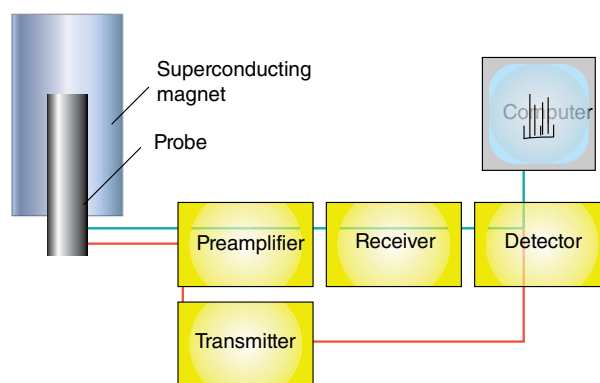 Superconducting
magnet
Computer
Probe
Preamplifier
Receiver
Detector
Transmitter